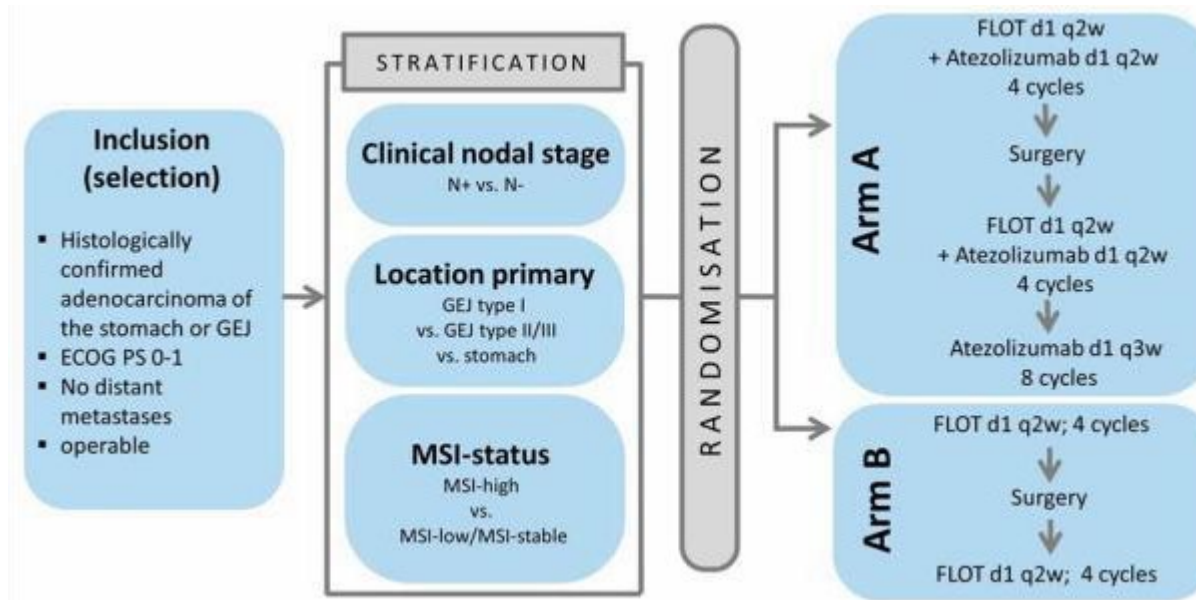 Inclusion
(selection)
▪ Histologically
confirmed
adenocarcinoma of
the stomach or GEJ
▪ ECOG PS 0-1
▪ No distant
metastases
▪ operable
STRATIFICATION
Clinical nodal stage
N+ vs. N-
Location primary
GEJ type I
vs. GEJ type II/III
vs. stomach
MSI-status
MSI-high
vs.
MSI-low/MSI-stable
RANDOMISATION
Arm A
FLOT d1 q2w
+ Atezolizumab d1 q2w
4 cycles
Surgery
FLOT d1 q2w
+ Atezolizumab d1 q2w
4 cycles
Atezolizumab d1 q3w
8 cycles
Arm B
FLOT d1 q2w; 4 cycles
Surgery
FLOT d1 q2w; 4 cycles